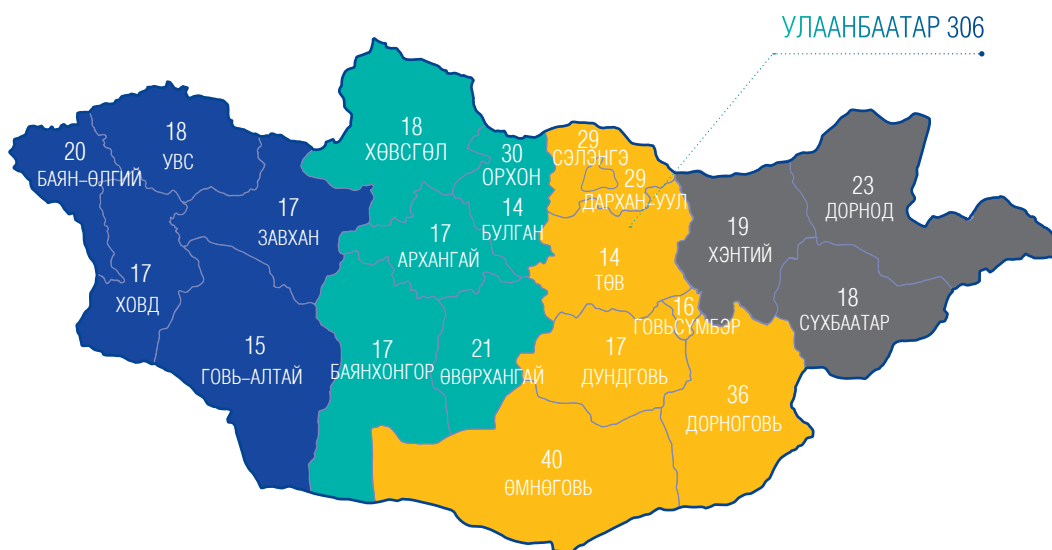 УЛААНБААТАР 306
20
БАЯН-ӨЛГИЙ
18
УВС
17
ЗАВХАН
17
ХОВД
15
ГОВЬ-АЛТАЙ
18
ХӨВСГӨЛ
30
ОРХОН
14
БУЛГАН
17
АРХАНГАЙ
17
БАЯНХОНГОР
21
ӨВӨРХАНГАЙ
29
СЭЛЭНГЭ
29
ДАРХАН-УУЛ
14
ТӨВ
16
ГОВЬСҮМБЭР
17
ДУНДГОВЬ
36
ДОРНОГОВЬ
40
ӨМНӨГОВЬ
19
ХЭНТИЙ
23
ДОРНОД
18
СҮХБААТАР